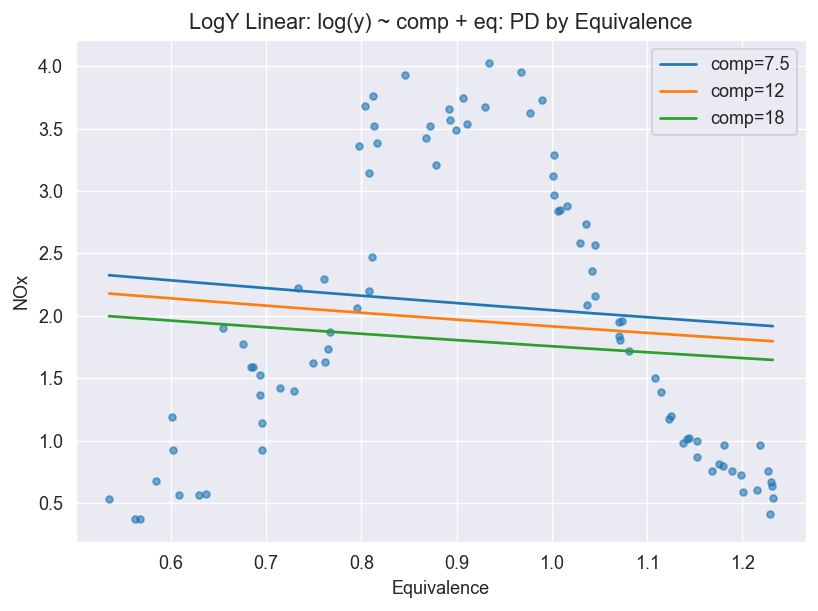 LogY Linear: log(y) ~ comp + eq: PD by Equivalence
comp=7.5
comp=12
comp=18
NOx
4.0
3.5
3.0
2.5
2.0
1.5
1.0
0.5
0.6 0.7 0.8 0.9 1.0 1.1 1.2
Equivalence